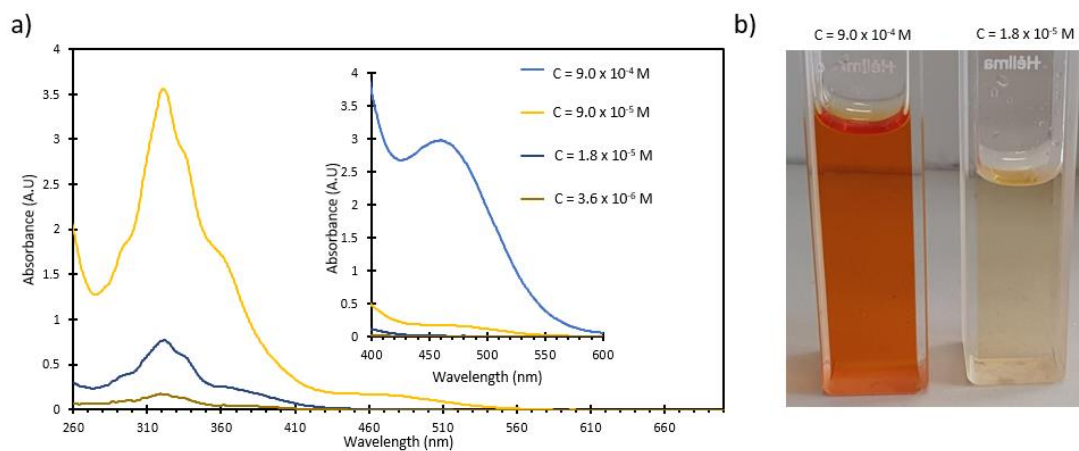 a)
4
3.5
3
2.5
2
1.5
1
0.5
0
Absorbance (A.U)
260
310
360
410
460
510
560
610
660
Wavelength (nm)
4
3.5
3
2.5
2
1.5
1
0.5
0
Absorbance (A.U)
400
450
500
550
600
Wavelength (nm)
C = 9.0 x 10⁻⁴ M
C = 9.0 x 10⁻⁵ M
C = 1.8 x 10⁻⁵ M
C = 3.6 x 10⁻⁶ M
b)
C = 9.0 x 10⁻⁴ M
C = 1.8 x 10⁻⁵ M
Hëllma
Hëllma